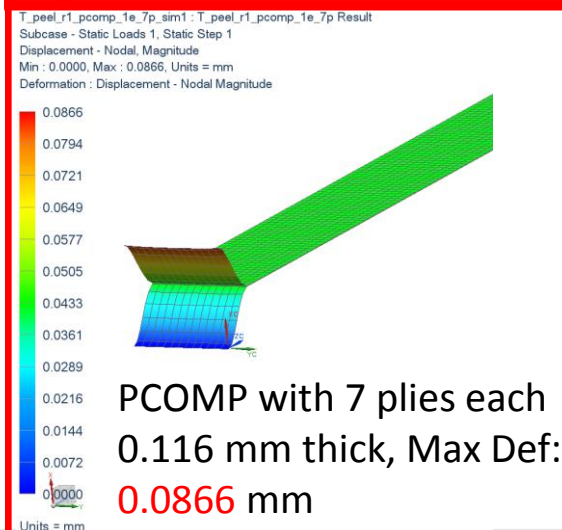 T_peel_r1_pcomp_1e_7p_sim1 : T_peel_r1_pcomp_1e_7p Result
Subcase - Static Loads 1, Static Step 1
Displacement - Nodal, Magnitude
Min : 0.0000, Max : 0.0866, Units = mm
Deformation : Displacement - Nodal Magnitude
0.0866
0.0794
0.0721
0.0649
0.0577
0.0505
0.0433
0.0361
0.0289
0.0216
0.0144
0.0072
0.0000
Units = mm
ZC
YC
PCOMP with 7 plies each
0.116 mm thick, Max Def:
0.0866 mm